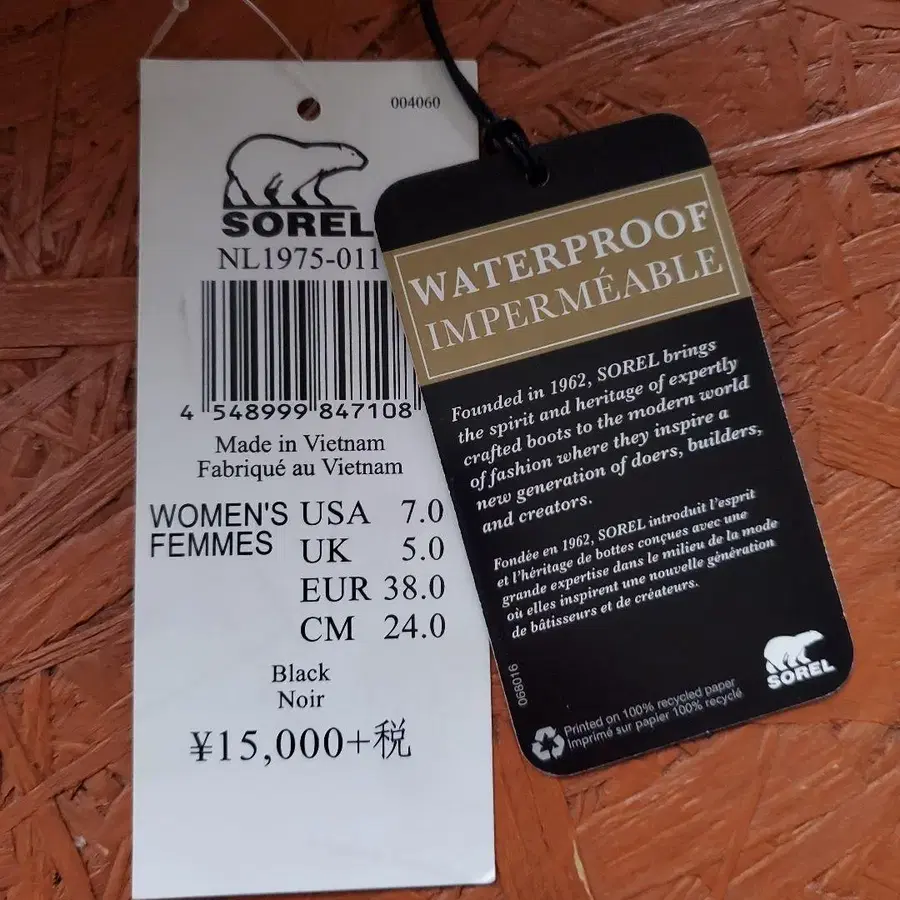 004060
SOREL
NL1975-011
4 548999 847108
Made in Vietnam
Fabriqué au Vietnam
WOMEN'S
FEMMES
USA 7.0
UK 5.0
EUR 38.0
CM 24.0
Black
Noir
¥15,000+税
WATERPROOF
IMPERMÉABLE
Founded in 1962, SOREL brings
the spirit and heritage of expertly
crafted boots to the modern world
of fashion where they inspire a
new generation of doers, builders,
and creators.
Fondée en 1962, SOREL introduit l'esprit
et l'héritage de bottes conçues avec une
grande expertise dans le milieu de la mode
où elles inspirent une nouvelle génération
de bâtisseurs et de créateurs.
068016
Printed on 100% recycled paper
Imprimé sur papier 100% recyclé
SOREL